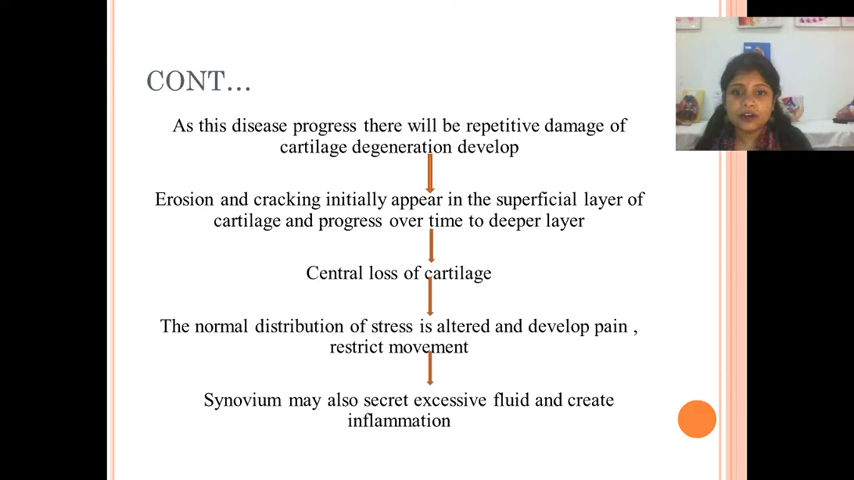 CONT...
As this disease progress there will be repetitive damage of
cartilage degeneration develop
Erosion and cracking initially appear in the superficial layer of
cartilage and progress over time to deeper layer
Central loss of cartilage
The normal distribution of stress is altered and develop pain ,
restrict movement
Synovium may also secret excessive fluid and create
inflammation